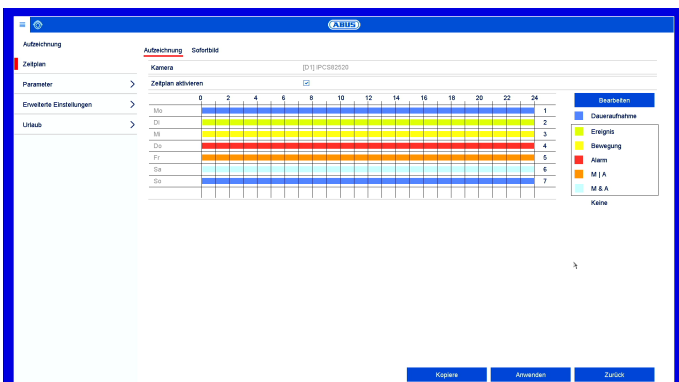 ABUS
Aufzeichnung
Zeitplan
Parameter
Erweiterte Einstellungen
Urlaub
Aufzeichnung Sofortbild
Kamera [D1] IPCS82520
Zeitplan aktivieren
0 2 4 6 8 10 12 14 16 18 20 22 24
Mo 1
DI 2
Mi 3
Do 4
Fr 5
Sa 6
So 7
Bearbeiten
Daueraufnahme
Ereignis
Bewegung
Alarm
M | A
M & A
Keine
Kopiere Anwenden Zurück